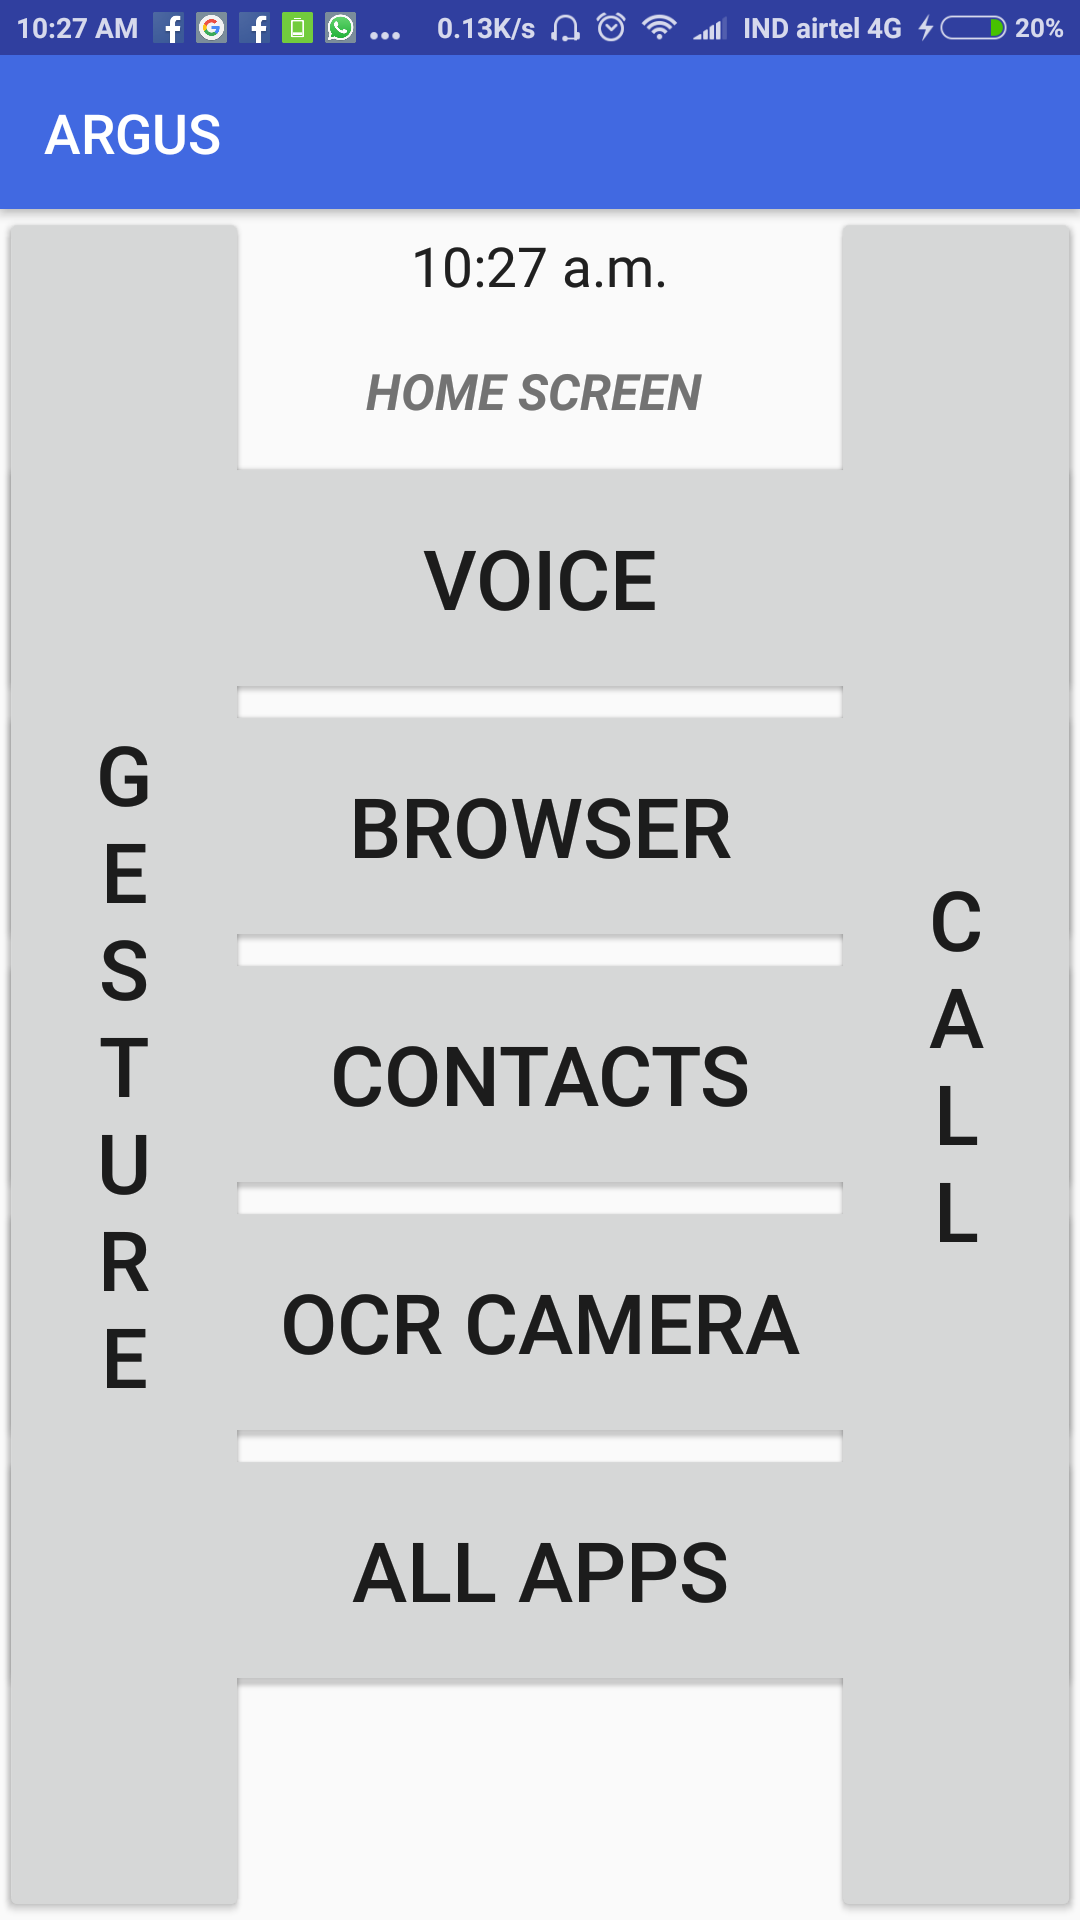 10:27 AM ... 0.13K/s IND airtel 4G 20%
ARGUS
10:27 a.m.
HOME SCREEN
VOICE
BROWSER
CONTACTS
OCR CAMERA
ALL APPS
G
E
S
T
U
R
E
C
A
L
L